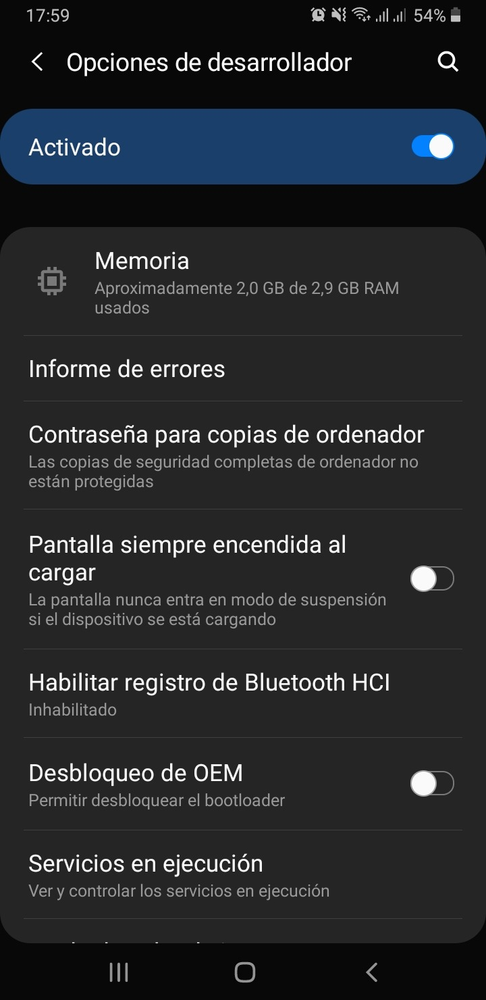 17:59
54%
Opciones de desarrollador
Activado
Memoria
Aproximadamente 2,0 GB de 2,9 GB RAM
usados
Informe de errores
Contraseña para copias de ordenador
Las copias de seguridad completas de ordenador no
están protegidas
Pantalla siempre encendida al
cargar
La pantalla nunca entra en modo de suspensión
si el dispositivo se está cargando
Habilitar registro de Bluetooth HCI
Inhabilitado
Desbloqueo de OEM
Permitir desbloquear el bootloader
Servicios en ejecución
Ver y controlar los servicios en ejecución